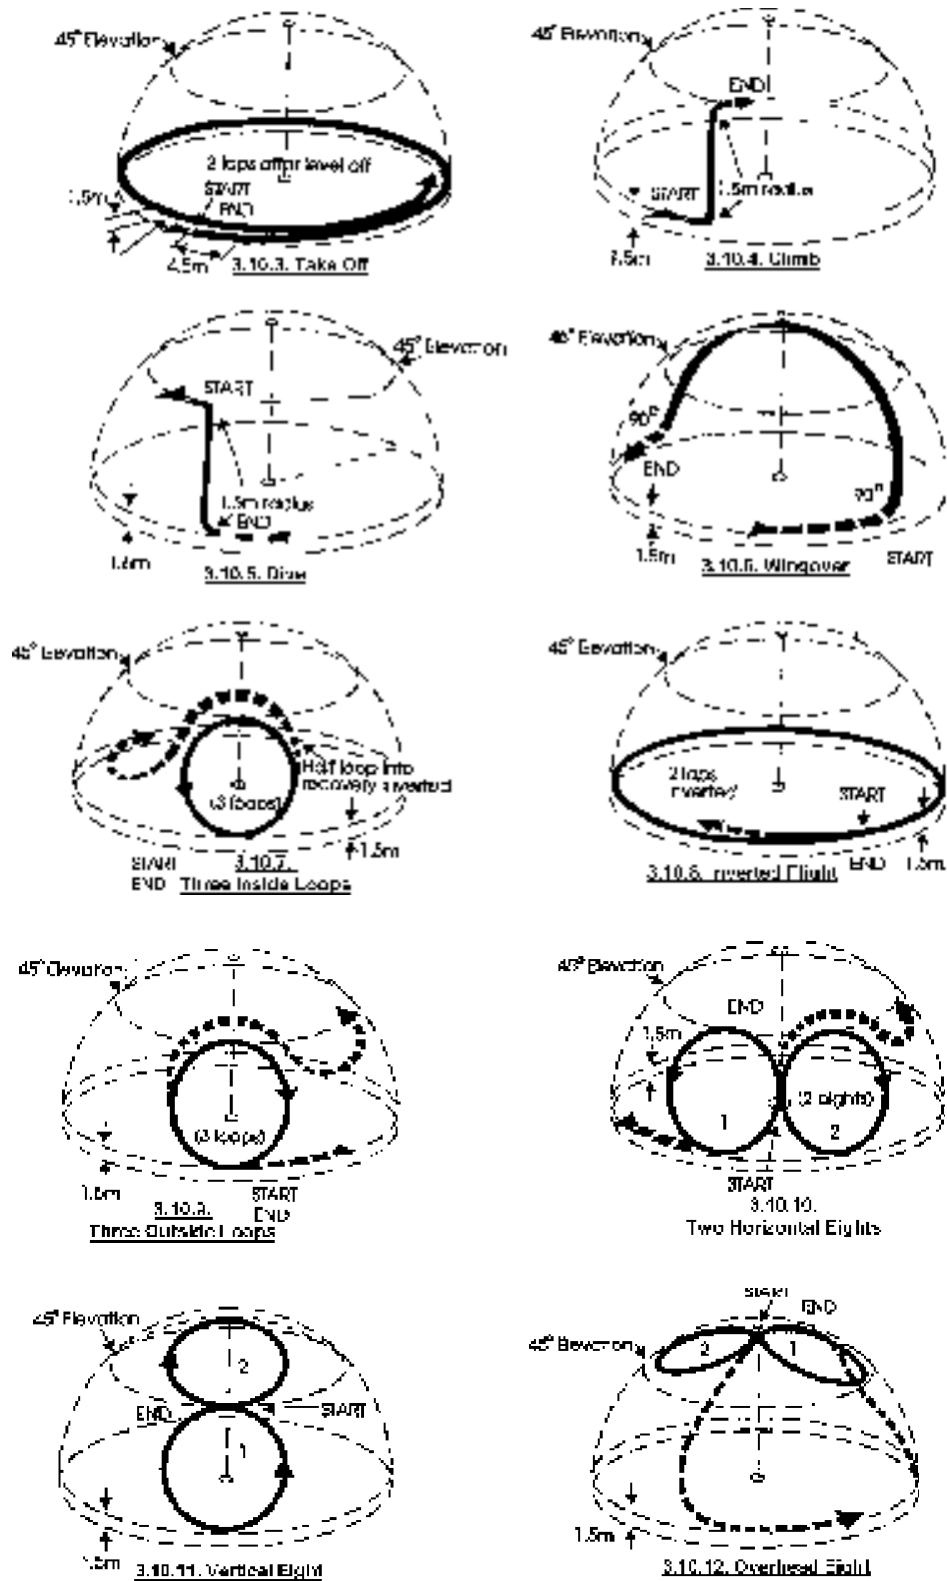 45° Elevation
2 laps after level off
START
END
1.5m
4.5m
3.10.3. Take Off
45° Elevation
END
START
1.5m radius
1.5m
3.10.4. Climb
45° Elevation
START
1.5m radius
END
1.5m
3.10.5. Dive
45° Elevation
90°
END
90°
1.5m
START
3.10.6. Wingover
45° Elevation
Half loop into
recovery inverted
(3 loops)
1.5m
START
END
3.10.7.
Three Inside Loops
45° Elevation
2 laps
inverted
START
END
1.5m
3.10.8. Inverted Flight
45° Elevation
(3 loops)
1.5m
START
END
3.10.9.
Three Outside Loops
45° Elevation
END
1.5m
1
(2 eights)
2
START
3.10.10.
Two Horizontal Eights
45° Elevation
2
END
START
1
1.5m
3.10.11. Vertical Eight
START
END
45° Elevation
2
1
1.5m
3.10.12. Overhead Eight